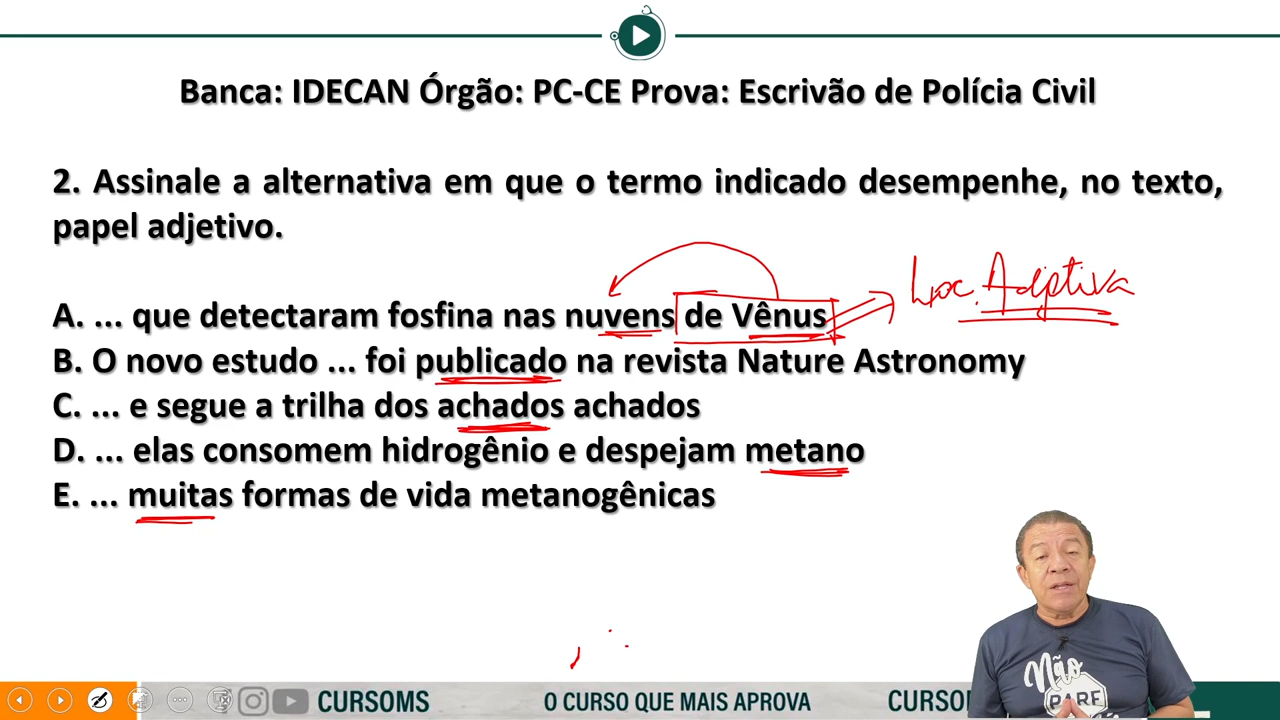 Banca: IDECAN Órgão: PC-CE Prova: Escrivão de Polícia Civil
2. Assinale a alternativa em que o termo indicado desempenhe, no texto,
papel adjetivo.
Loc. Adjetiva
A. ... que detectaram fosfina nas nuvens de Vênus
B. O novo estudo ... foi publicado na revista Nature Astronomy
C. ... e segue a trilha dos achados achados
D. ... elas consomem hidrogênio e despejam metano
E. ... muitas formas de vida metanogênicas
Não
PARE
CURSOMS
O CURSO QUE MAIS APROVA